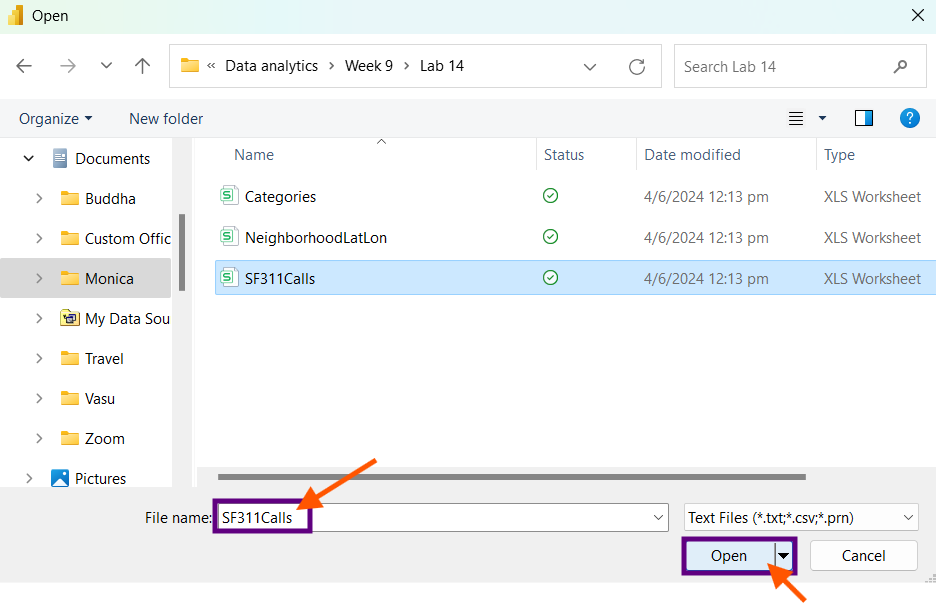 Open
« Data analytics > Week 9 > Lab 14
Search Lab 14
Organize New folder
?
Name Status Date modified Type
Documents
Buddha
Custom Offic
Monica
My Data Sou
Travel
Vasu
Zoom
Pictures
Categories 4/6/2024 12:13 pm XLS Worksheet
NeighborhoodLatLon 4/6/2024 12:13 pm XLS Worksheet
SF311Calls 4/6/2024 12:13 pm XLS Worksheet
File name: SF311Calls Text Files (*.txt;*.csv;*.prn)
Open Cancel